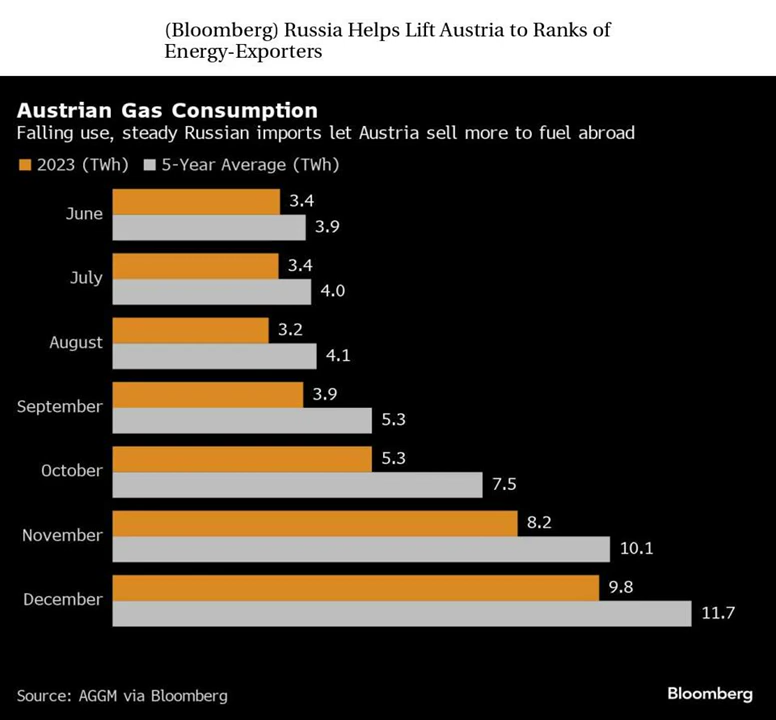 (Bloomberg) Russia Helps Lift Austria to Ranks of
Energy-Exporters
Austrian Gas Consumption
Falling use, steady Russian imports let Austria sell more to fuel abroad
2023 (TWh) 5-Year Average (TWh)
June 3.4
3.9
July 3.4
4.0
August 3.2
4.1
September 3.9
5.3
October 5.3
7.5
November 8.2
10.1
December 9.8
11.7
Source: AGGM via Bloomberg
Bloomberg